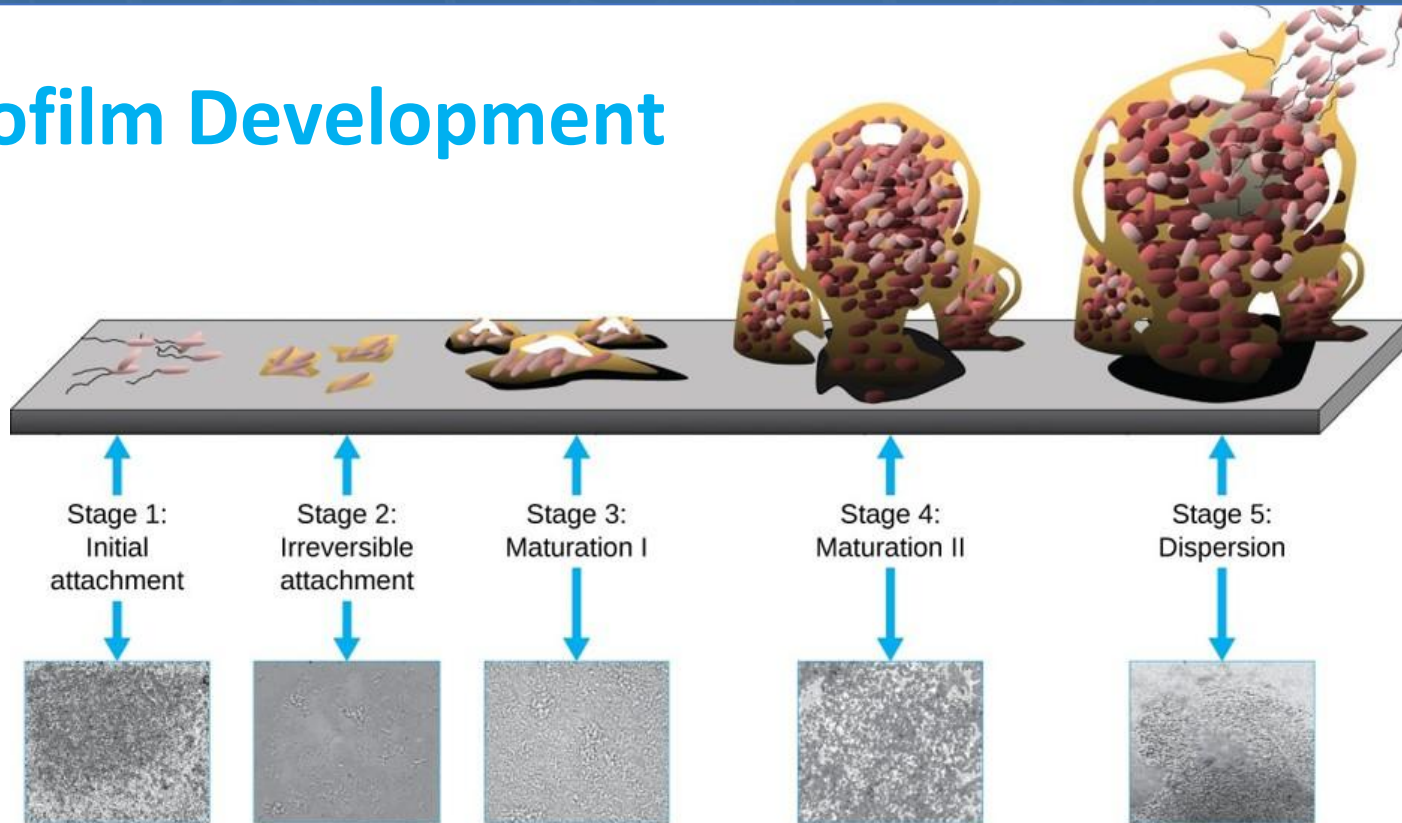 ofilm Development
Stage 1:
Initial
attachment
Stage 2:
Irreversible
attachment
Stage 3:
Maturation I
Stage 4:
Maturation II
Stage 5:
Dispersion